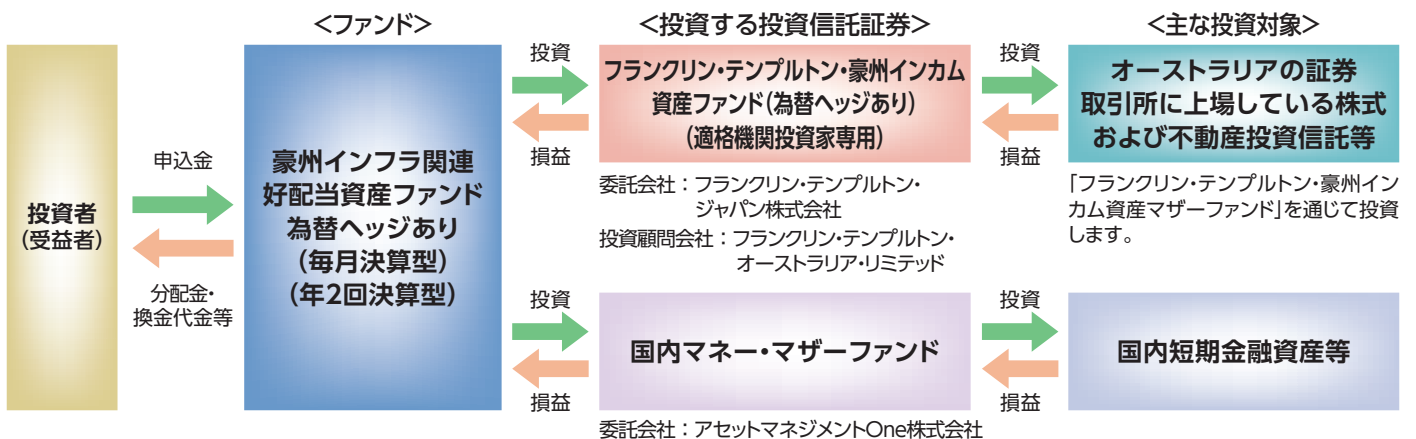 <ファンド>
<投資する投資信託証券>
<主な投資対象>
投資者
(受益者)
申込金
分配金・
換金代金等
豪州インフラ関連
好配当資産ファンド
為替ヘッジあり
(毎月決算型)
(年2回決算型)
投資
損益
フランクリン・テンプルトン・豪州インカム
資産ファンド(為替ヘッジあり)
(適格機関投資家専用)
委託会社:フランクリン・テンプルトン・
ジャパン株式会社
投資顧問会社:フランクリン・テンプルトン・
オーストラリア・リミテッド
投資
損益
オーストラリアの証券
取引所に上場している株式
および不動産投資信託等
「フランクリン・テンプルトン・豪州イン
カム資産マザーファンド」を通じて投資
します。
投資
損益
国内マネー・マザーファンド
委託会社:アセットマネジメントOne株式会社
投資
損益
国内短期金融資産等